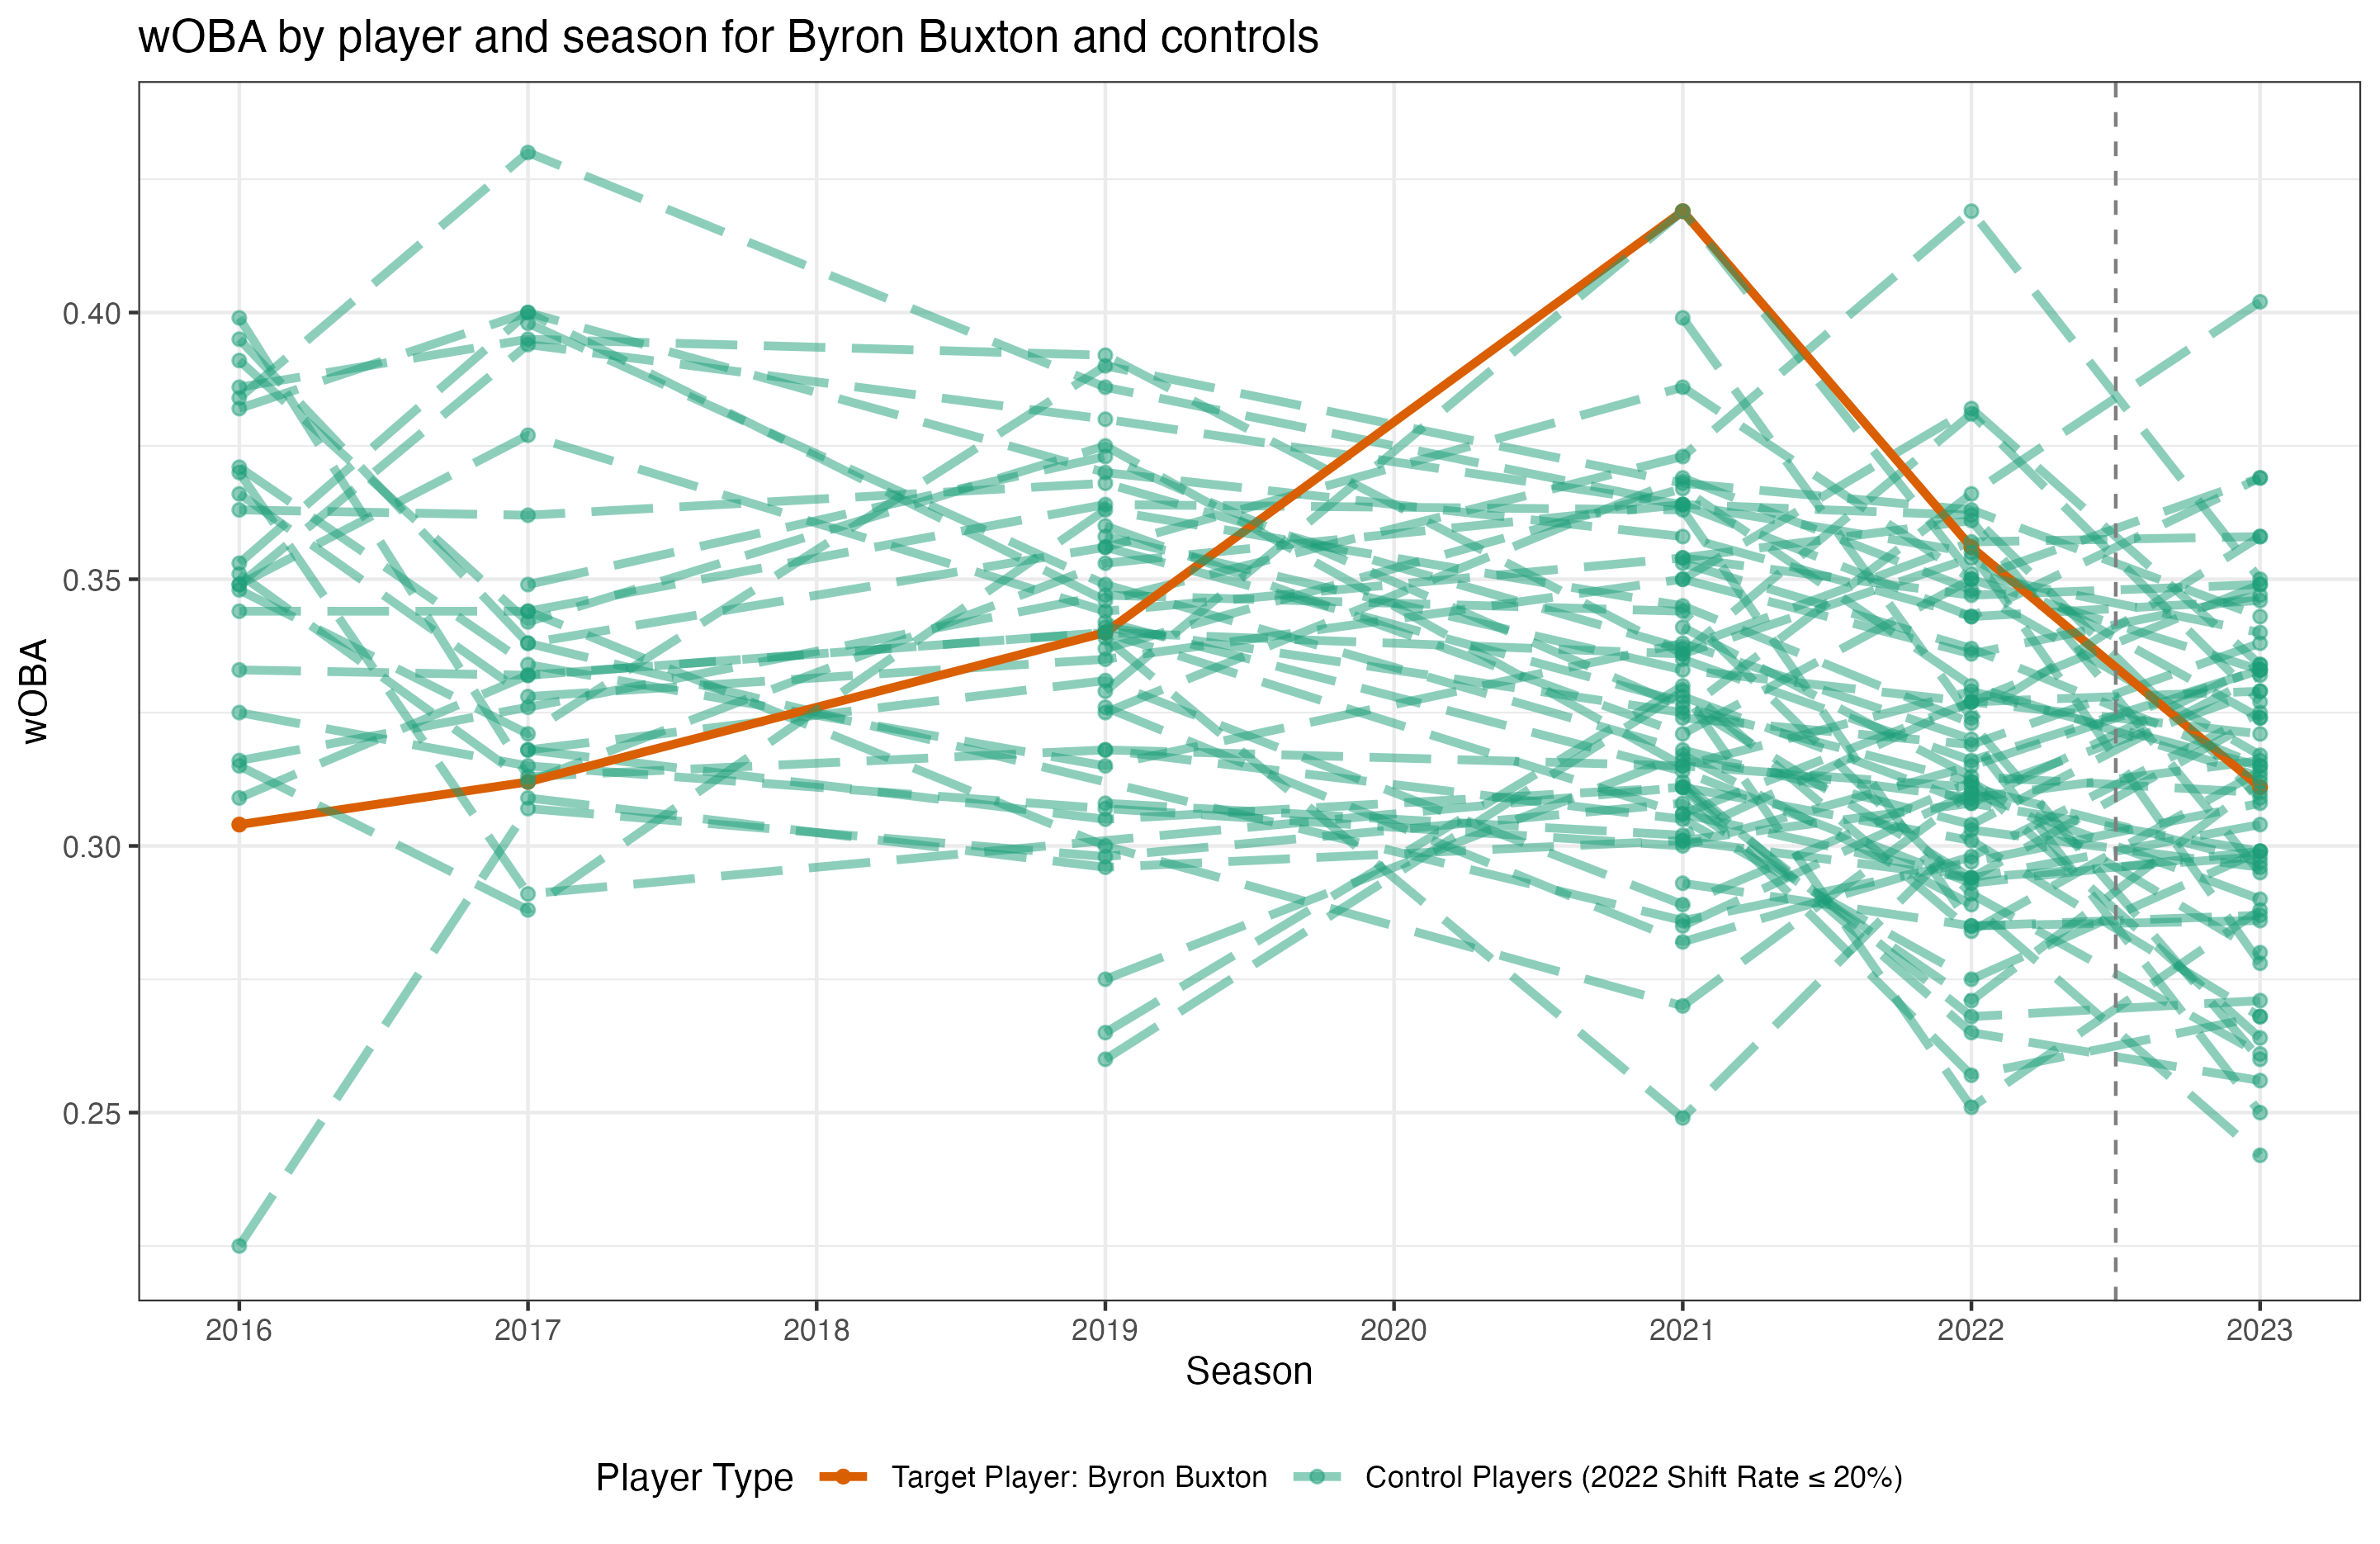 wOBA by player and season for Byron Buxton and controls
wOBA
0.40
0.35
0.30
0.25
2016 2017 2018 2019 2020 2021 2022 2023
Season
Player Type Target Player: Byron Buxton Control Players (2022 Shift Rate ≤ 20%)